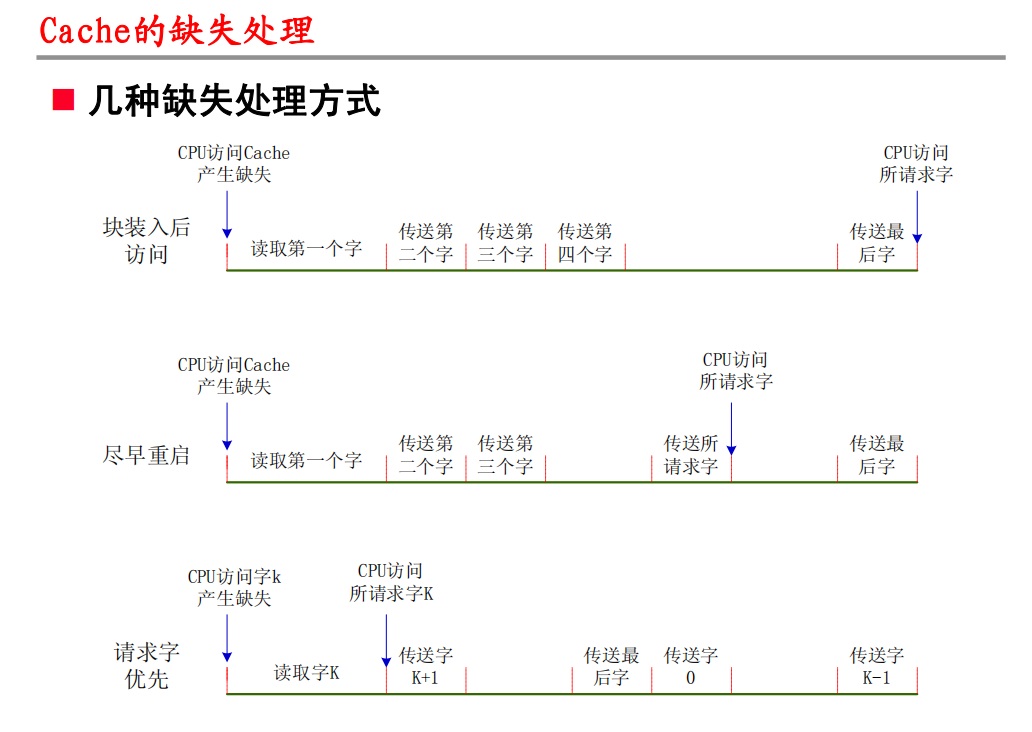 Cache的缺失处理
几种缺失处理方式
CPU访问Cache
产生缺失
CPU访问
所请求字
块装入后
访问
读取第一个字
传送第
二个字
传送第
三个字
传送第
四个字
传送最
后字
CPU访问Cache
产生缺失
CPU访问
所请求字
尽早重启
读取第一个字
传送第
二个字
传送第
三个字
传送所
请求字
传送最
后字
CPU访问字k
产生缺失
CPU访问
所请求字K
请求字
优先
读取字K
传送字
K+1
传送最
后字
传送字
0
传送字
K-1